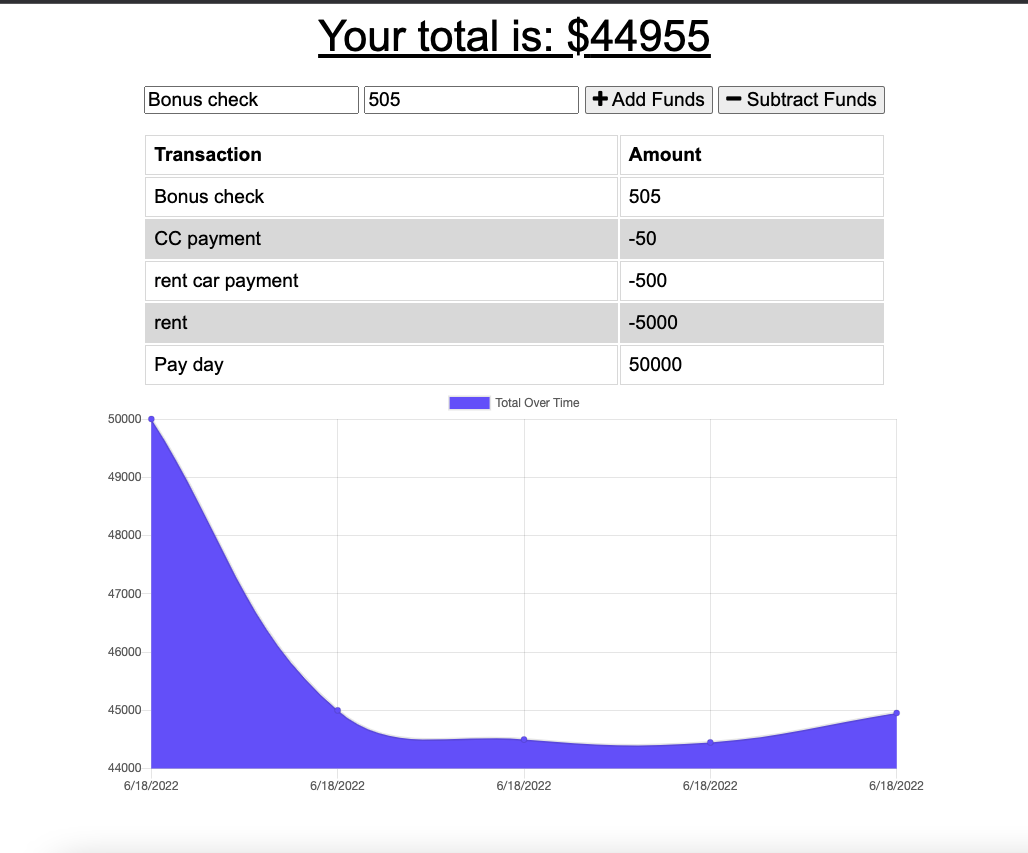 Your total is: $44955
Bonus check 505 Add Funds Subtract Funds
Transaction Amount
Bonus check 505
CC payment -50
rent car payment -500
rent -5000
Pay day 50000
Total Over Time
50000
49000
48000
47000
46000
45000
44000
6/18/2022 6/18/2022 6/18/2022 6/18/2022 6/18/2022